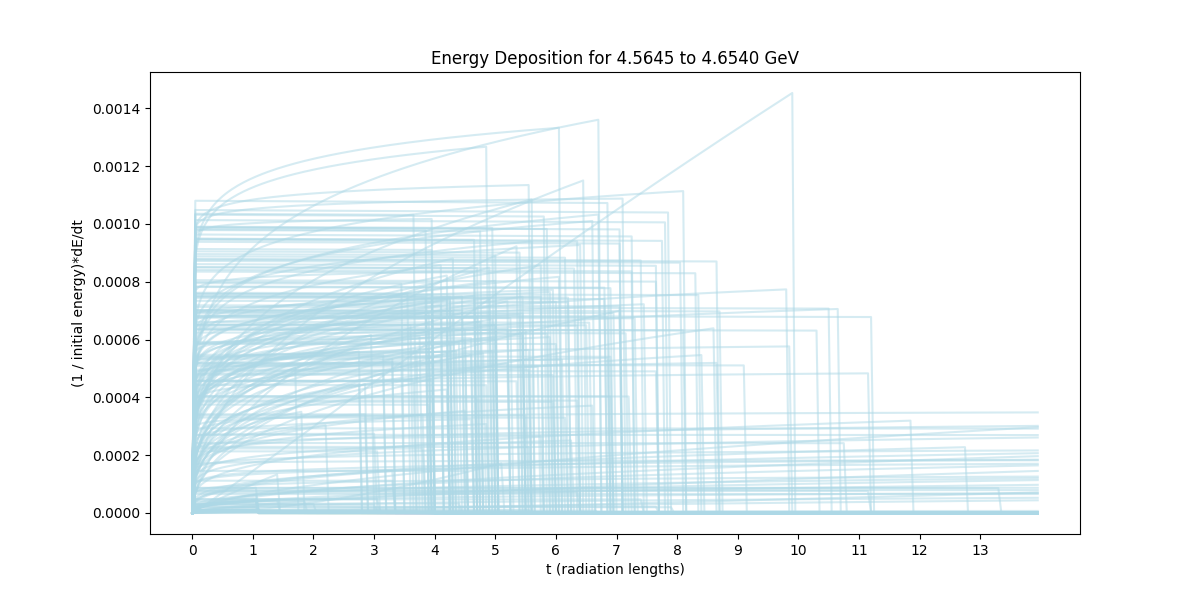 Energy Deposition for 4.5645 to 4.6540 GeV
(1 / initial energy)*dE/dt
0.0014
0.0012
0.0010
0.0008
0.0006
0.0004
0.0002
0.0000
0 1 2 3 4 5 6 7 8 9 10 11 12 13
t (radiation lengths)